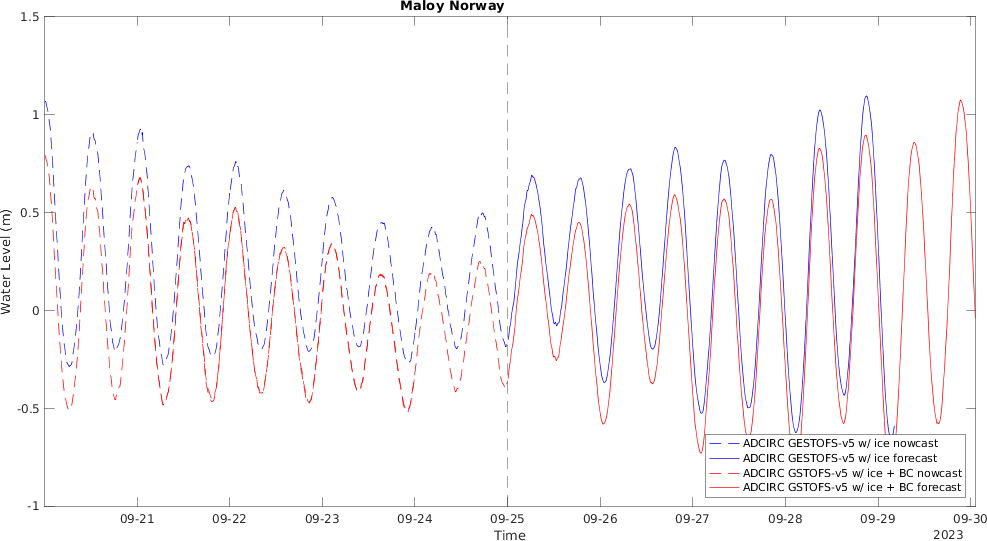 Maloy Norway
1.5
1
0.5
0
-0.5
-1
Water Level (m)
09-21
09-22
09-23
09-24
09-25
09-26
09-27
09-28
09-29
09-30
Time
2023
ADCIRC GESTOFS-v5 w/ ice nowcast
ADCIRC GESTOFS-v5 w/ ice forecast
ADCIRC GSTOFS-v5 w/ ice + BC nowcast
ADCIRC GSTOFS-v5 w/ ice + BC forecast